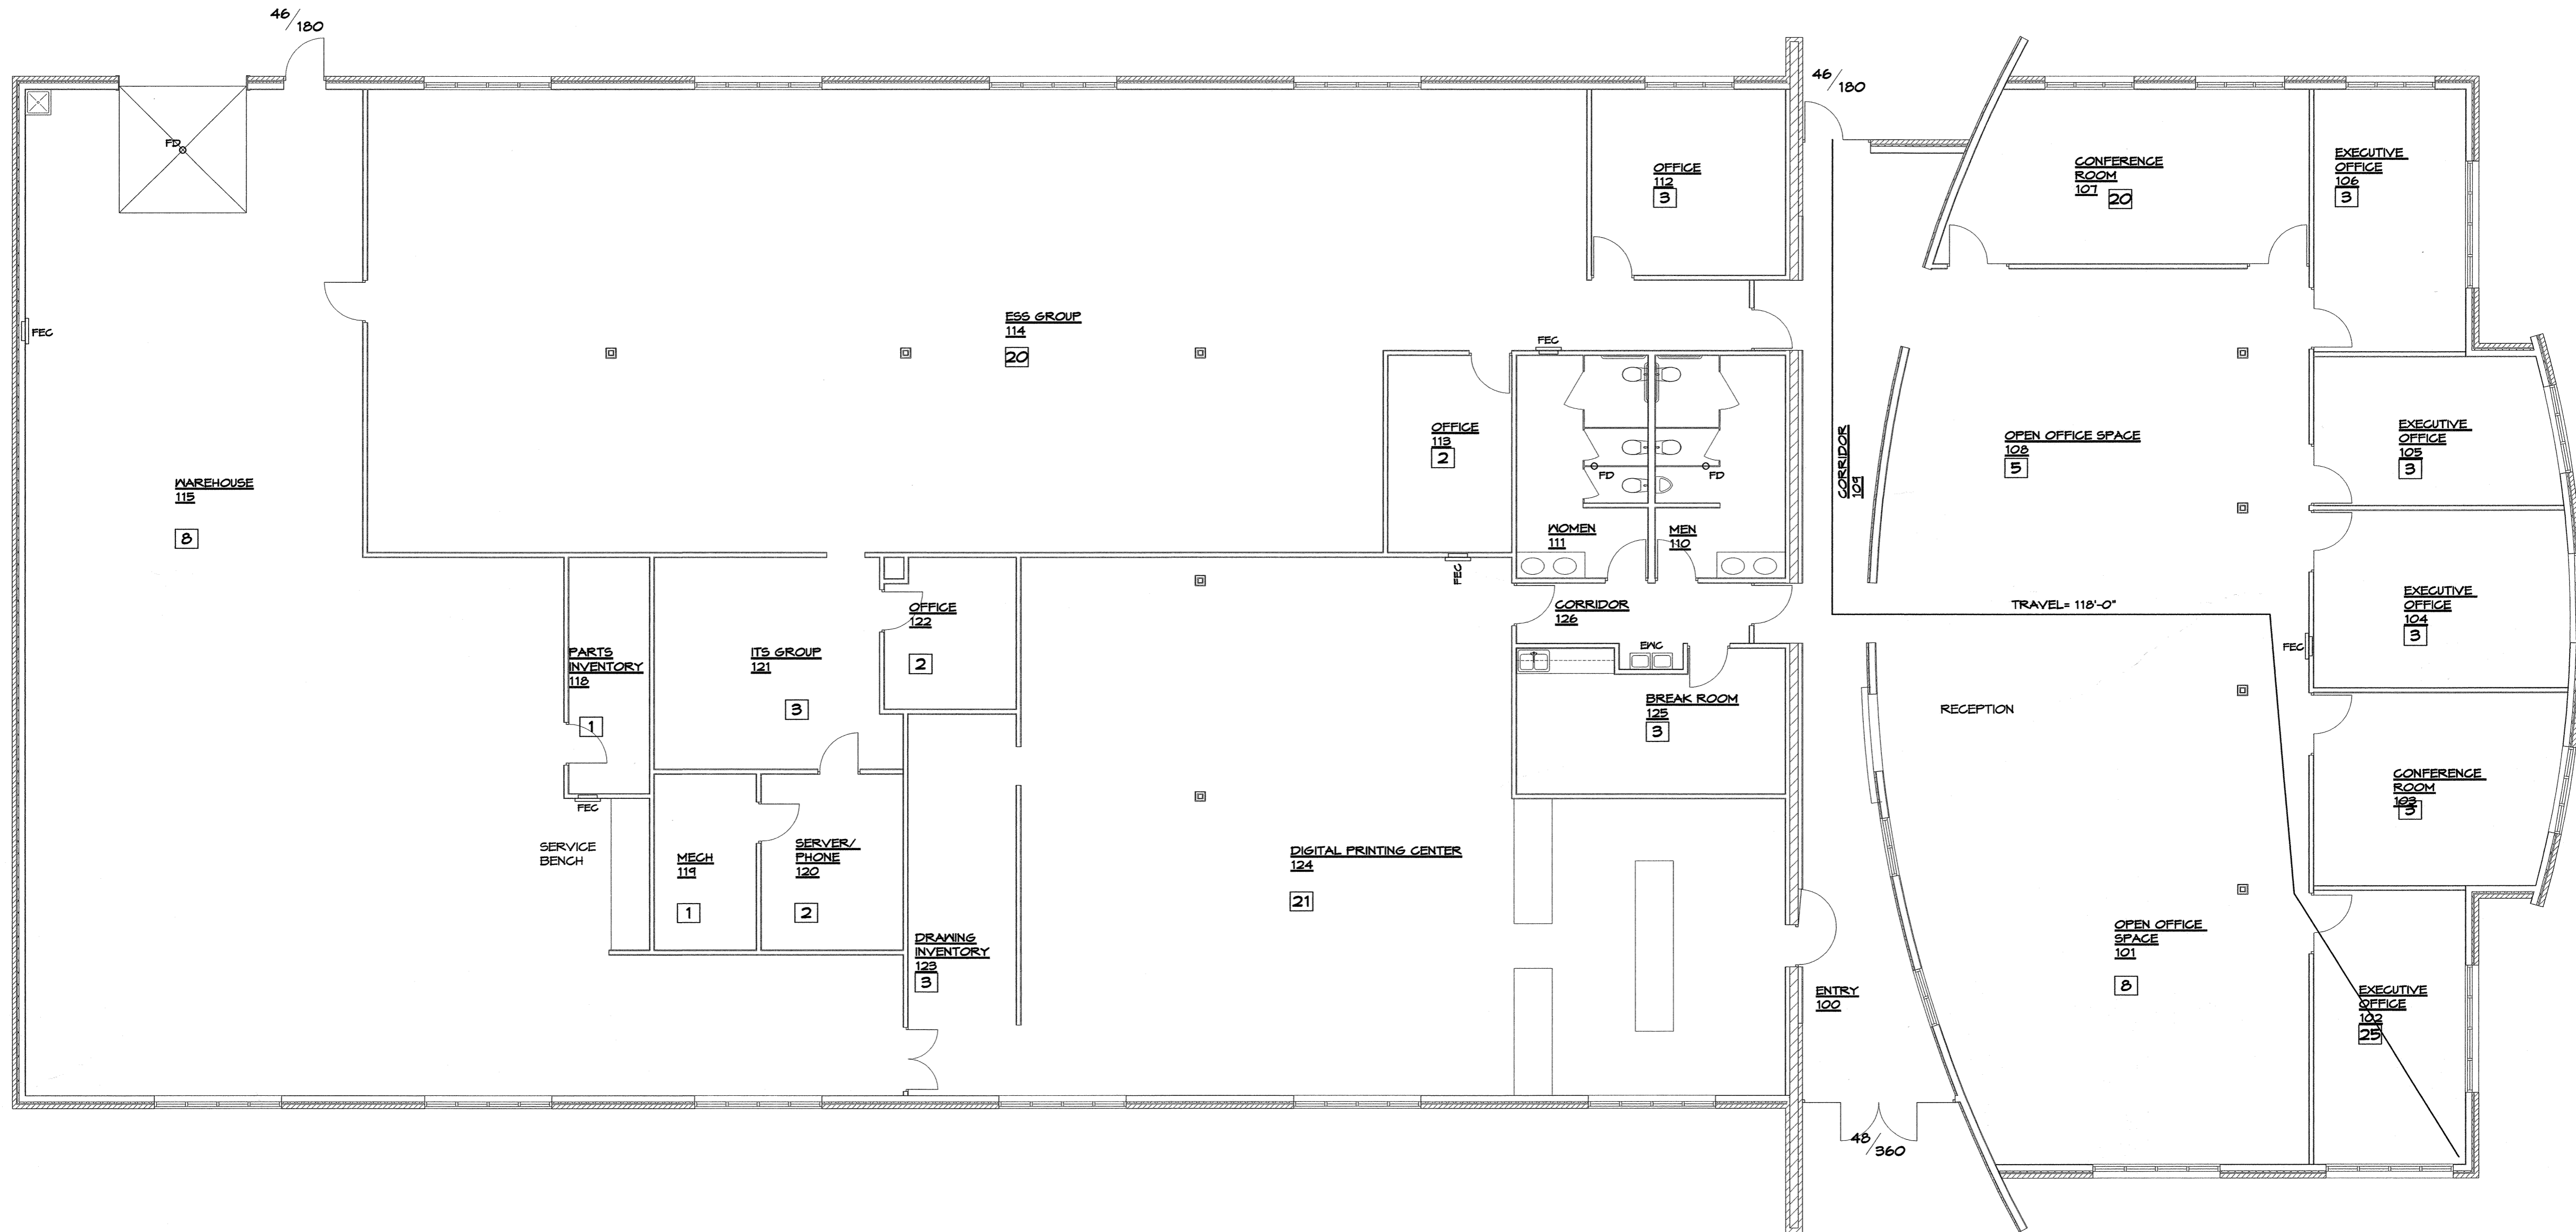 46/180
46/180
FD
CONFERENCE
ROOM
107
20
EXECUTIVE
OFFICE
106
3
OFFICE
112
3
FEC
ESS GROUP
114
20
FEC
OFFICE
113
2
CORRIDOR
109
OPEN OFFICE SPACE
108
5
EXECUTIVE
OFFICE
105
3
WAREHOUSE
115
8
FD
FD
WOMEN
111
MEN
110
FEC
OFFICE
122
2
CORRIDOR
126
EWC
TRAVEL= 118'-0"
EXECUTIVE
OFFICE
104
3
FEC
PARTS
INVENTORY
118
1
ITS GROUP
121
3
BREAK ROOM
125
3
RECEPTION
CONFERENCE
ROOM
103
3
FEC
SERVICE
BENCH
MECH
119
1
SERVER/
PHONE
120
2
DIGITAL PRINTING CENTER
124
21
DRAWING
INVENTORY
123
3
OPEN OFFICE
SPACE
101
8
ENTRY
100
EXECUTIVE
OFFICE
102
25
48/360